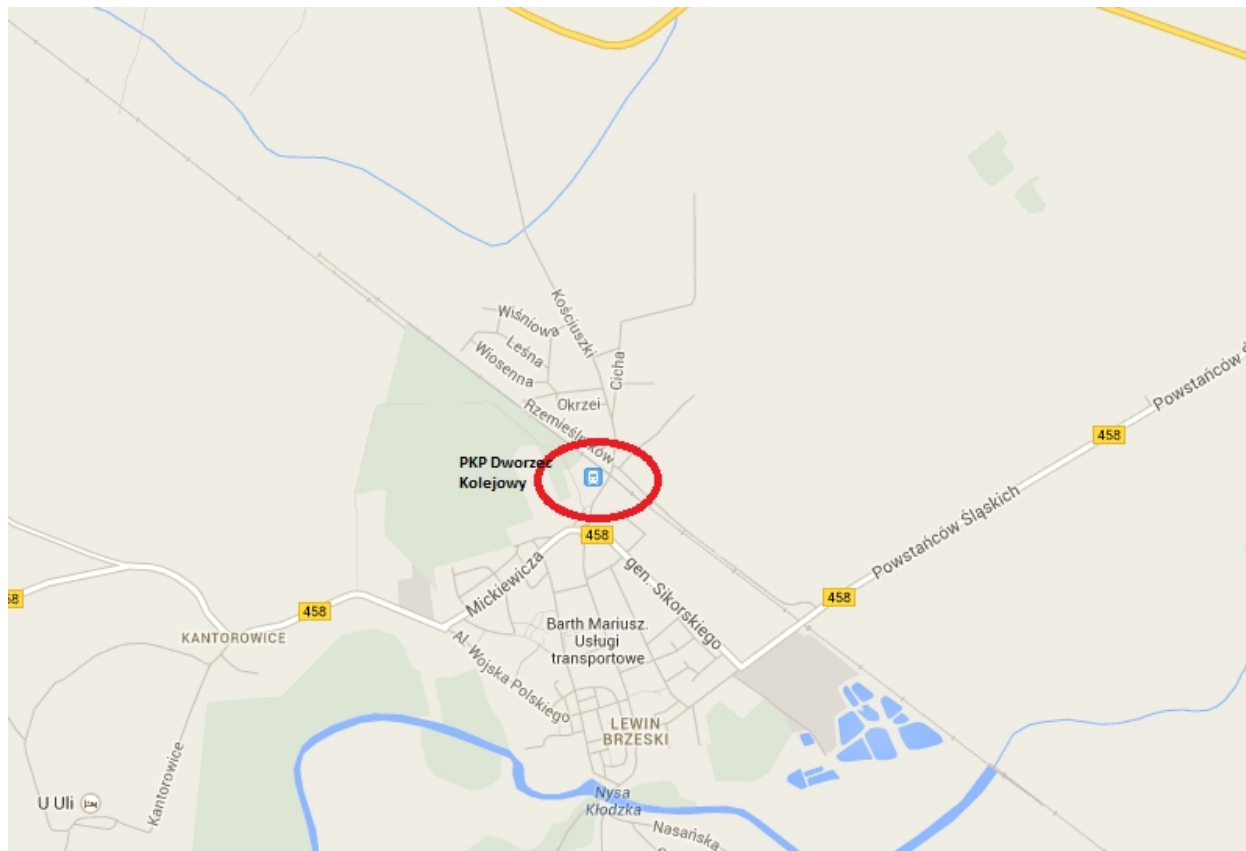 Kościuszki
Wiśniowa
Leśna
Wiosenna
Cicha
Okrzei
Rzemieślników
PKP Dworzec
Kolejowy
Powstańców
458
Powstańców Śląskich
458
gen. Sikorskiego
458
Mickiewicza
458
KANTOROWICE
Barth Mariusz.
Usługi
transportowe
Al. Wojska Polskiego
LEWIN
BRZESKI
Kantorowice
U Uli
Nysa
Kłodzka
Nasańska